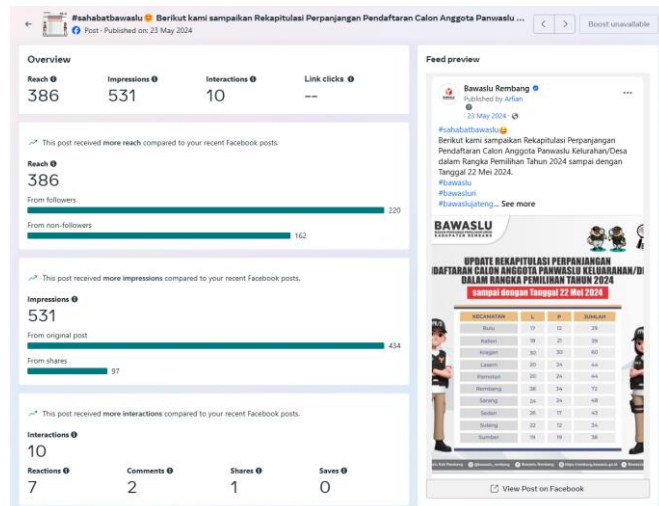 #sahabatbawaslu😊 Berikut kami sampaikan Rekapitulasi Perpanjangan Pendaftaran Calon Anggota Panwaslu ...
Post · Published on: 23 May 2024
Boost unavailable
Overview
Reach Impressions Interactions Link clicks
386 531 10 --
This post received more reach compared to your recent Facebook posts.
Reach
386
From followers
220
From non-followers
162
This post received more impressions compared to your recent Facebook posts.
Impressions
531
From original post
434
From shares
97
This post received more interactions compared to your recent Facebook posts.
Interactions
10
Reactions Comments Shares Saves
7 2 1 0
Feed preview
Bawaslu Rembang
Published by Arfian
· 23 May 2024 ·
#sahabatbawaslu😊
Berikut kami sampaikan Rekapitulasi Perpanjangan
Pendaftaran Calon Anggota Panwaslu Kelurahan/Desa
dalam Rangka Pemilihan Tahun 2024 sampai dengan
Tanggal 22 Mei 2024.
#bawaslu
#bawasluri
#bawaslujateng... See more
BAWASLU
KABUPATEN REMBANG
UPDATE REKAPITULASI PERPANJANGAN
DAFTARAN CALON ANGGOTA PANWASLU KELUARAHAN/D
DALAM RANGKA PEMILIHAN TAHUN 2024
sampai dengan Tanggal 22 Mei 2024
KECAMATAN L P JUMLAH
Bulu 17 12 29
Kaliori 18 21 39
Kragan 30 30 60
Lasem 20 24 44
Pamotan 20 24 44
Rembang 38 34 72
Sarang 24 24 48
Sedan 26 17 43
Sulang 22 12 34
Sumber 19 19 38
View Post on Facebook